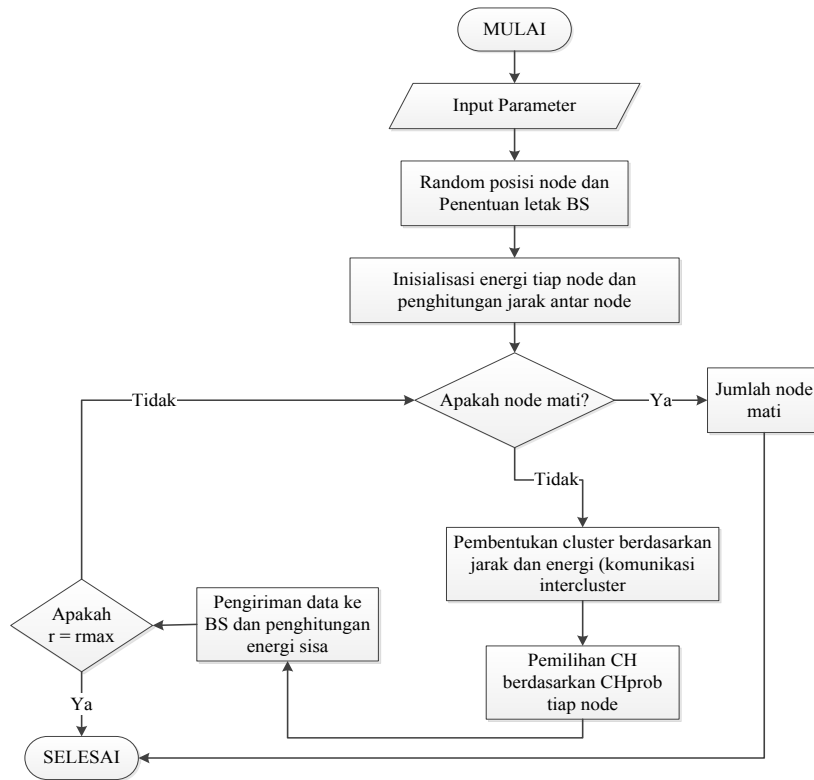 MULAI
Input Parameter
Random posisi node dan
Penentuan letak BS
Inisialisasi energi tiap node dan
penghitungan jarak antar node
Tidak
Apakah node mati?
Ya
Jumlah node
mati
Tidak
Pembentukan cluster berdasarkan
jarak dan energi (komunikasi
intercluster
Apakah
r = rmax
Pengiriman data ke
BS dan penghitungan
energi sisa
Pemilihan CH
berdasarkan CHprob
tiap node
Ya
SELESAI